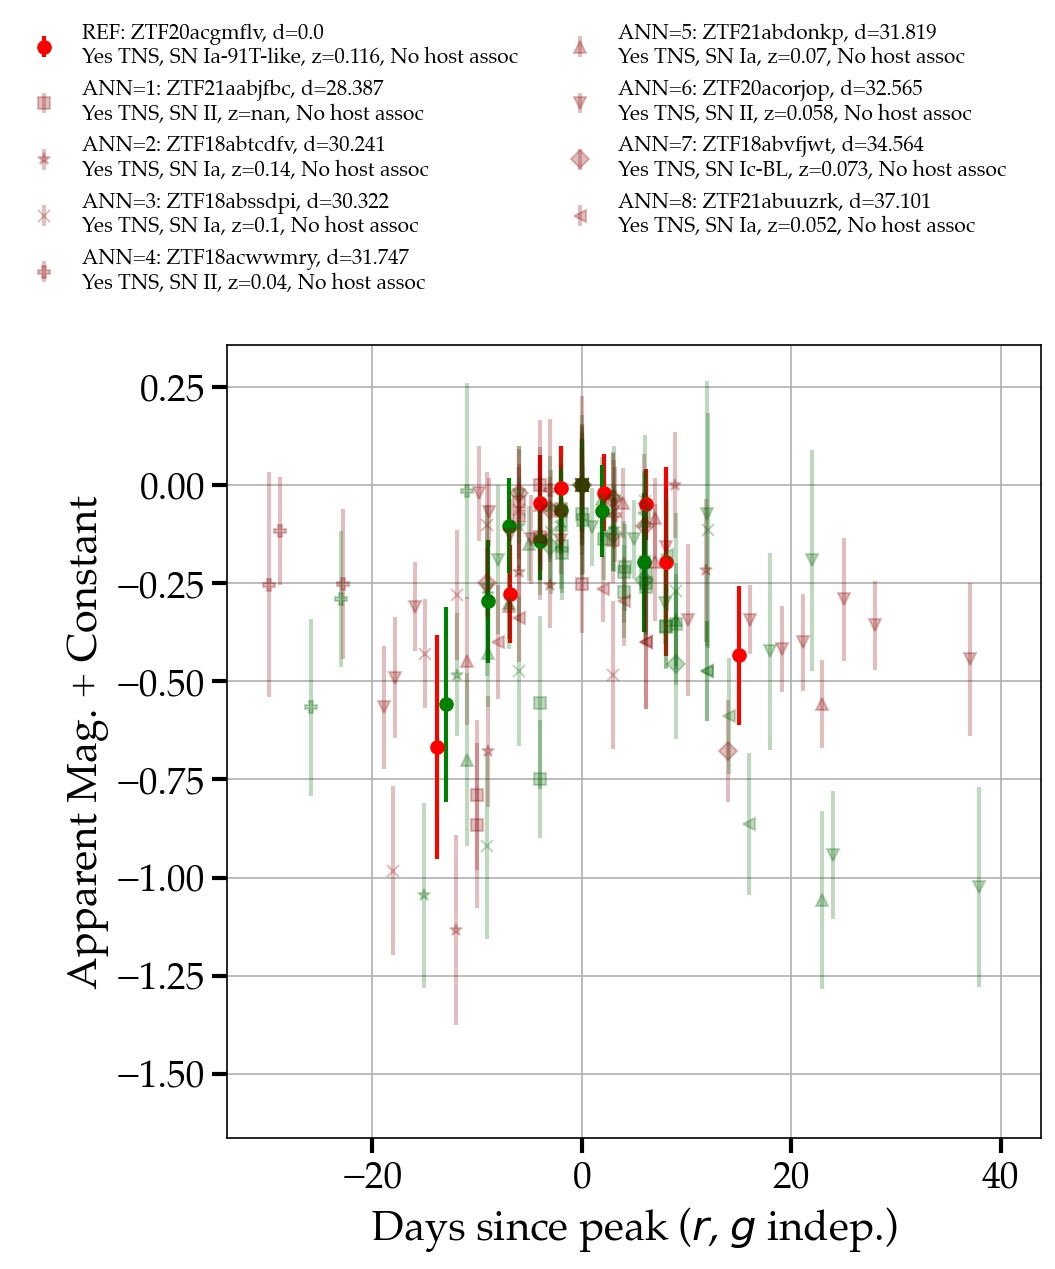 REF: ZTF20acgmflv, d=0.0
Yes TNS, SN Ia-91T-like, z=0.116, No host assoc
ANN=1: ZTF21aabjfbc, d=28.387
Yes TNS, SN II, z=nan, No host assoc
ANN=2: ZTF18abtcdfv, d=30.241
Yes TNS, SN Ia, z=0.14, No host assoc
ANN=3: ZTF18abssdpi, d=30.322
Yes TNS, SN Ia, z=0.1, No host assoc
ANN=4: ZTF18acwwmry, d=31.747
Yes TNS, SN II, z=0.04, No host assoc
ANN=5: ZTF21abdonkp, d=31.819
Yes TNS, SN Ia, z=0.07, No host assoc
ANN=6: ZTF20acorjop, d=32.565
Yes TNS, SN II, z=0.058, No host assoc
ANN=7: ZTF18abvfjwt, d=34.564
Yes TNS, SN Ic-BL, z=0.073, No host assoc
ANN=8: ZTF21abuuzrk, d=37.101
Yes TNS, SN Ia, z=0.052, No host assoc
Apparent Mag. + Constant
0.25
0.00
−0.25
−0.50
−0.75
−1.00
−1.25
−1.50
−20
0
20
40
Days since peak (r, g indep.)